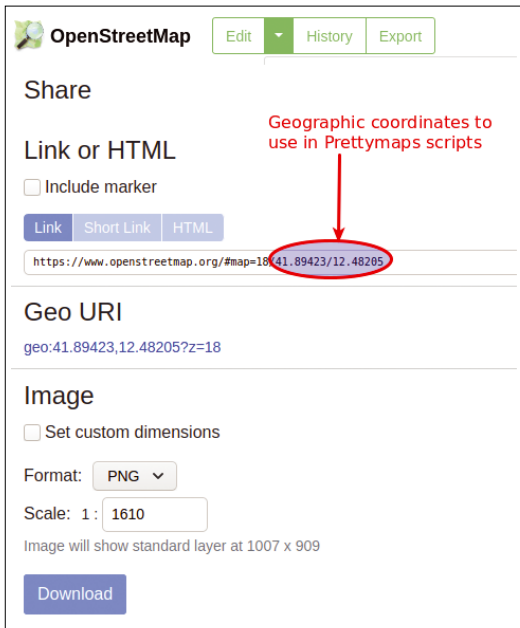 OpenStreetMap Edit History Export
Share
Geographic coordinates to
use in Prettymaps scripts
Link or HTML
Include marker
Link Short Link HTML
https://www.openstreetmap.org/#map=18/41.89423/12.48205
Geo URI
geo:41.89423,12.48205?z=18
Image
Set custom dimensions
Format: PNG
Scale: 1 : 1610
Image will show standard layer at 1007 x 909
Download